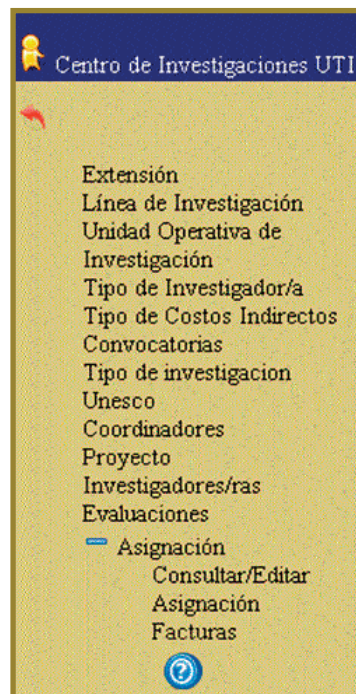 Centro de Investigaciones UTI
Extensión
Línea de Investigación
Unidad Operativa de
Investigación
Tipo de Investigador/a
Tipo de Costos Indirectos
Convocatorias
Tipo de investigacion
Unesco
Coordinadores
Proyecto
Investigadores/ras
Evaluaciones
Asignación
Consultar/Editar
Asignación
Facturas
?